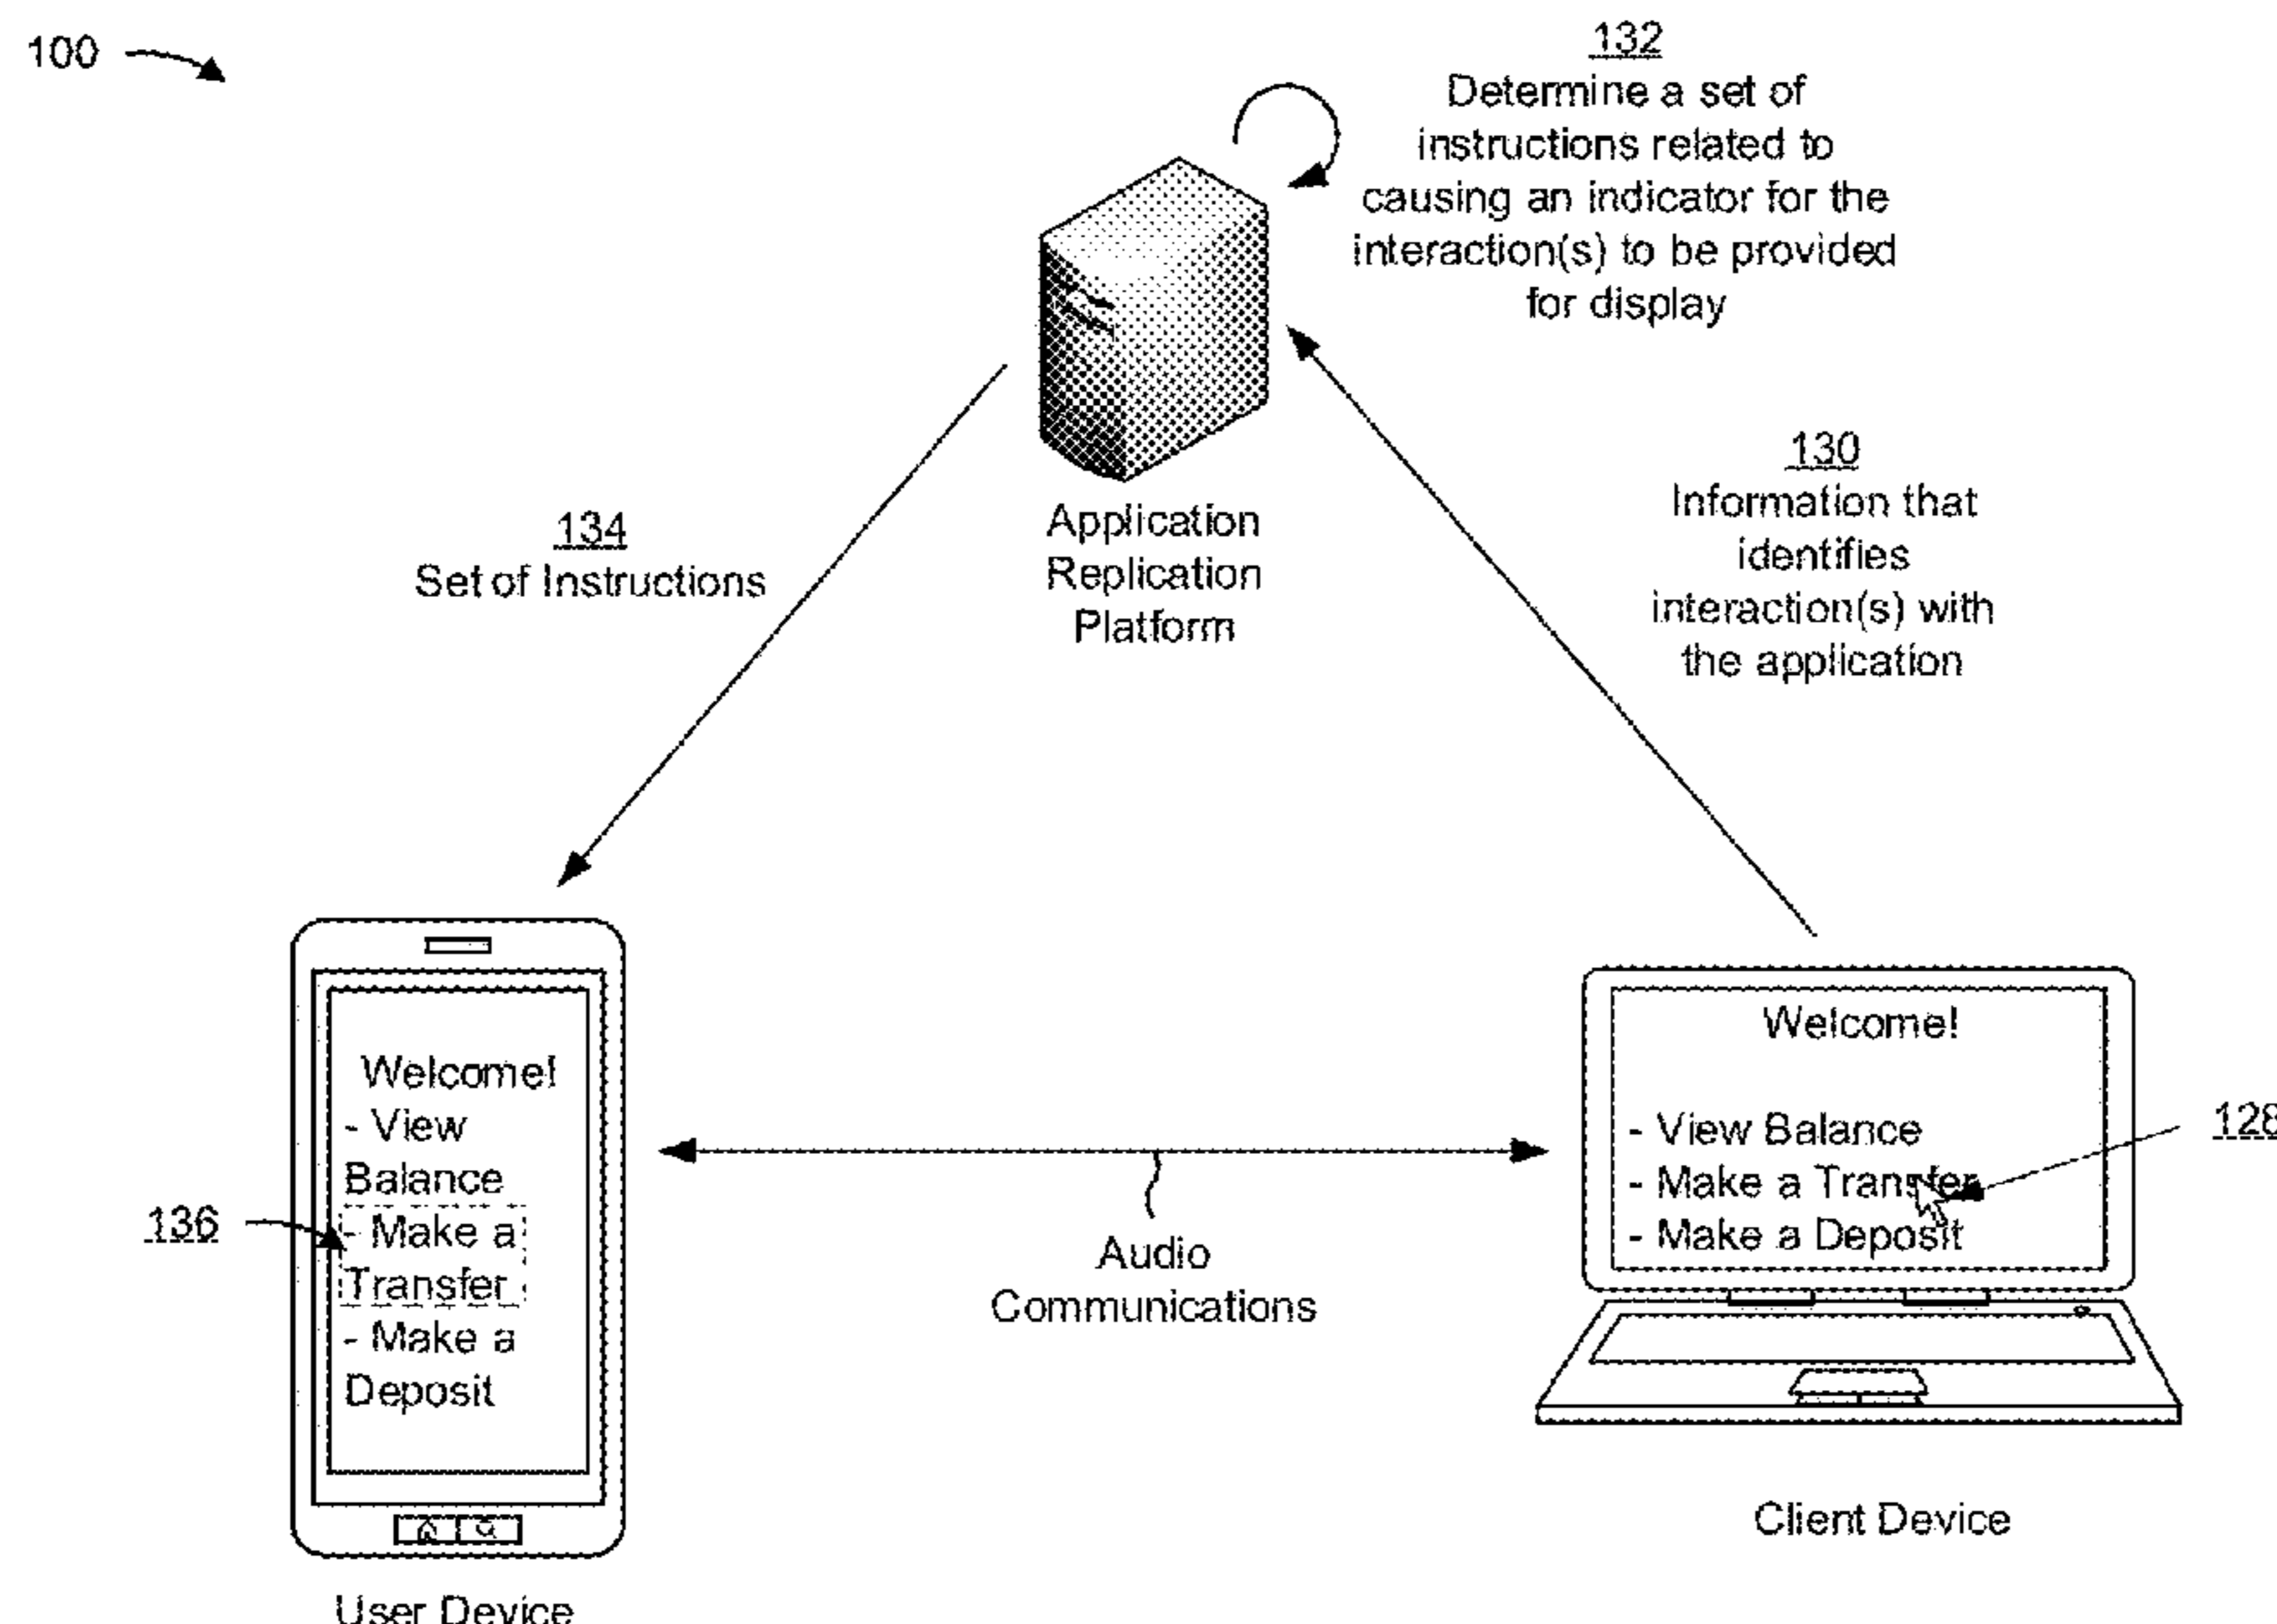 100
132
Determine a set of
instructions related to
causing an indicator for the
interaction(s) to be provided
for display
130
Information that
identifies
interaction(s) with
the application
134
Set of Instructions
Application
Replication
Platform
Welcome!
- View
Balance
- Make a
Transfer
- Make a
Deposit
136
Audio
Communications
Welcome!
- View Balance
- Make a Transfer
- Make a Deposit
128
Client Device
User Device